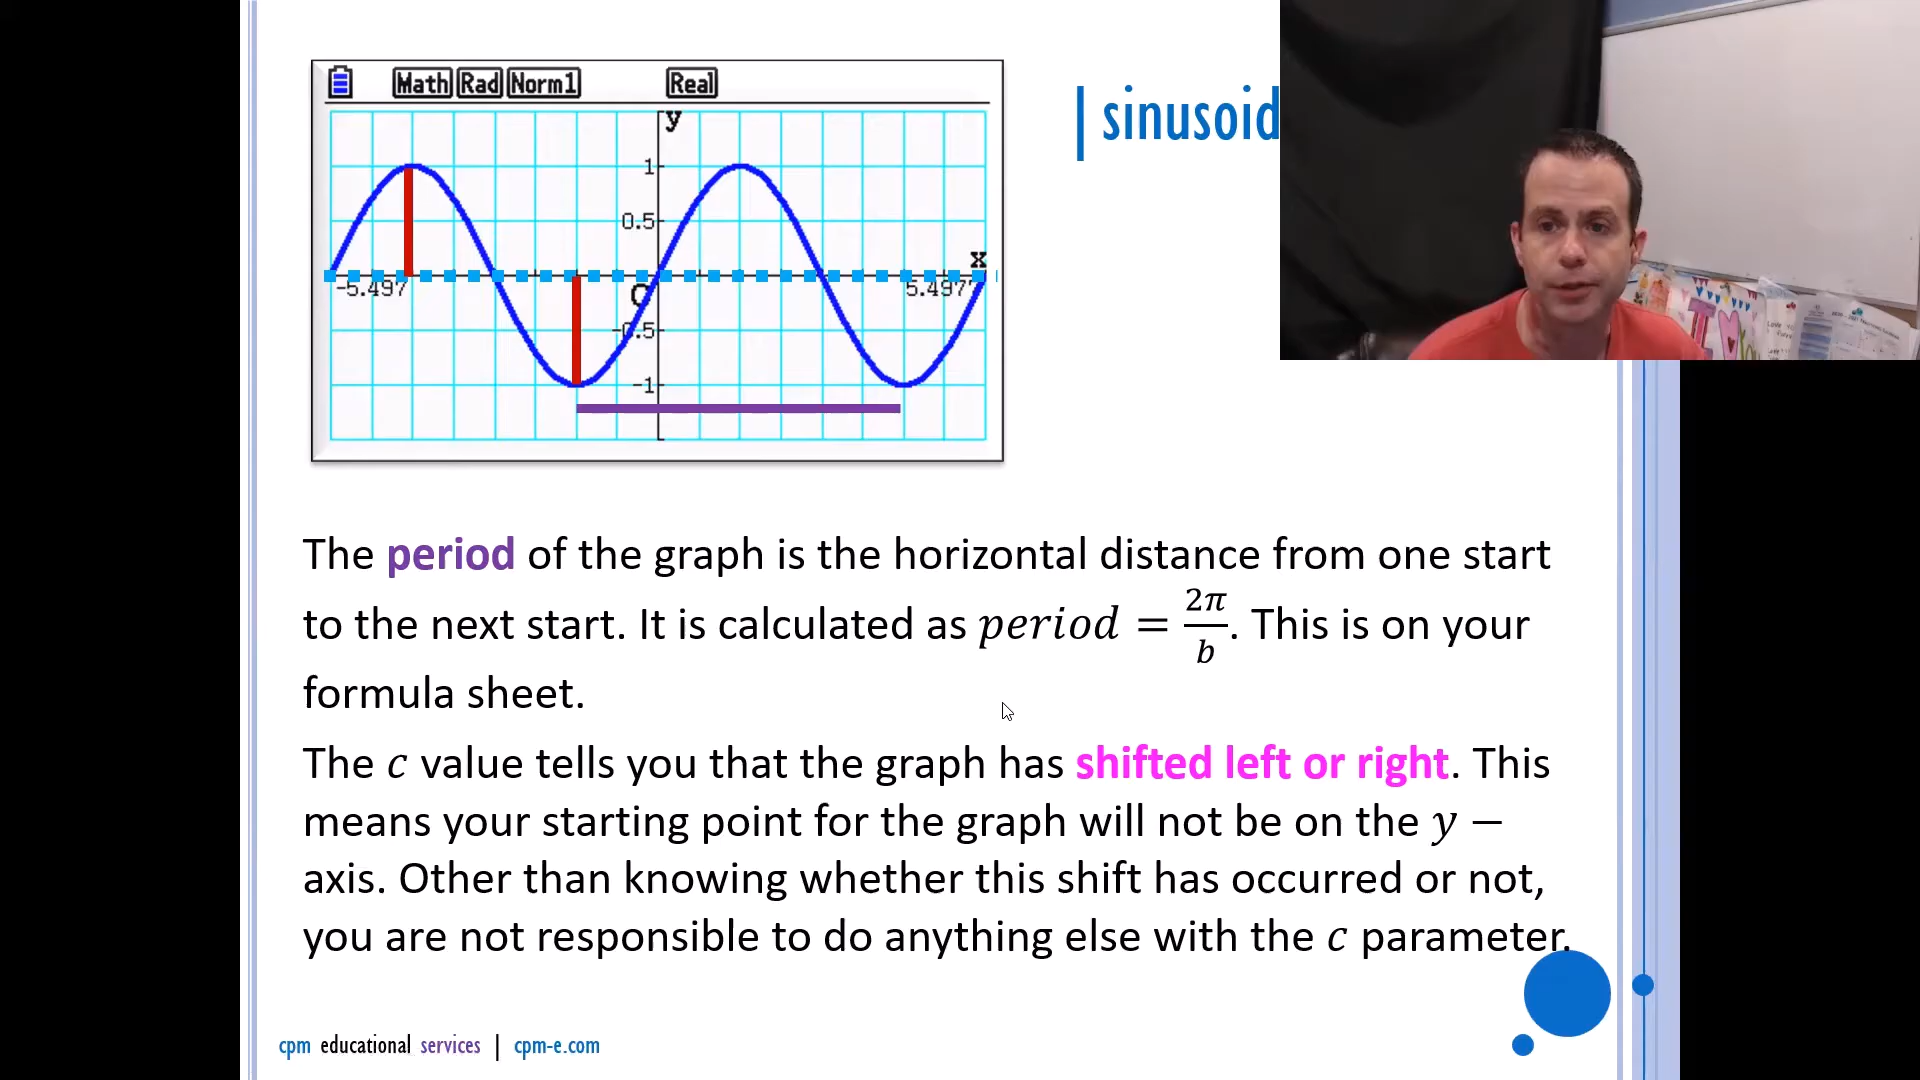 Math Rad Norm1 Real
y
1
0.5
x
-5.497
O
5.4977
-0.5
-1
| sinusoid
The period of the graph is the horizontal distance from one start
to the next start. It is calculated as period = 2π/b. This is on your
formula sheet.
The c value tells you that the graph has shifted left or right. This
means your starting point for the graph will not be on the y −
axis. Other than knowing whether this shift has occurred or not,
you are not responsible to do anything else with the c parameter.
cpm educational services | cpm-e.com